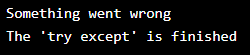 Something went wrong
The 'try except' is finished